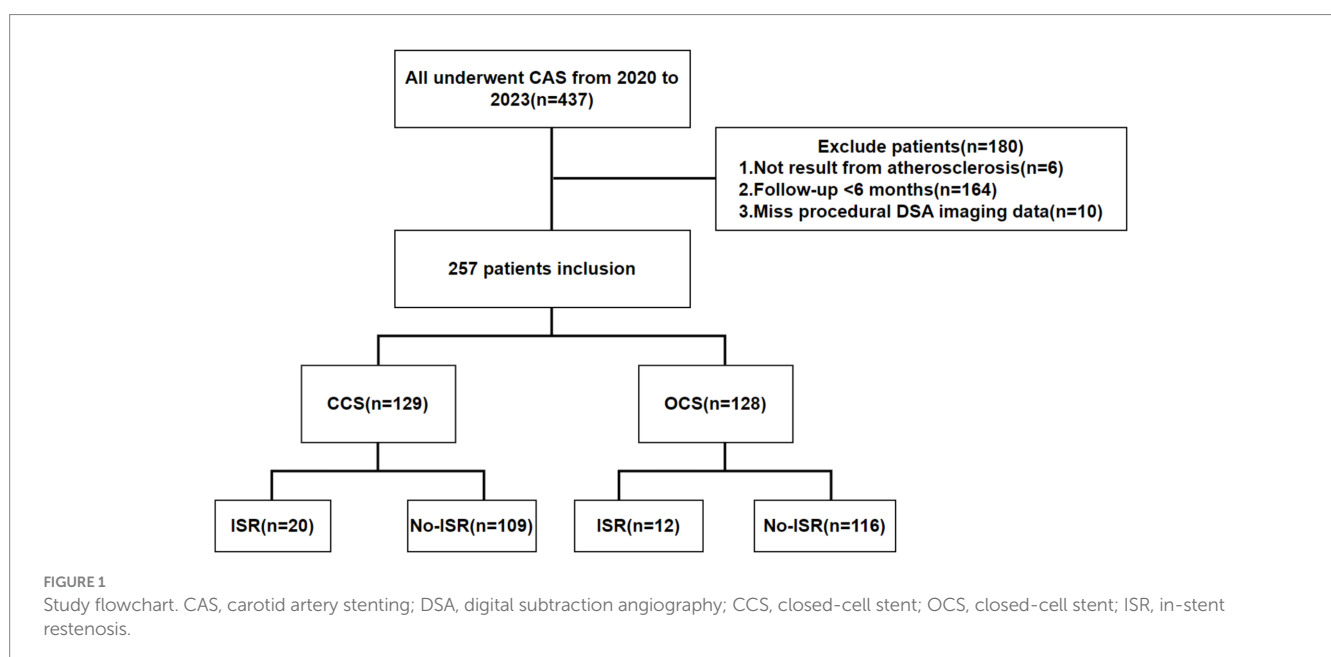 All underwent CAS from 2020 to
2023(n=437)
Exclude patients(n=180)
1.Not result from atherosclerosis(n=6)
2.Follow-up <6 months(n=164)
3.Miss procedural DSA imaging data(n=10)
257 patients inclusion
CCS(n=129)
OCS(n=128)
ISR(n=20)
No-ISR(n=109)
ISR(n=12)
No-ISR(n=116)
FIGURE 1
Study flowchart. CAS, carotid artery stenting; DSA, digital subtraction angiography; CCS, closed-cell stent; OCS, closed-cell stent; ISR, in-stent
restenosis.